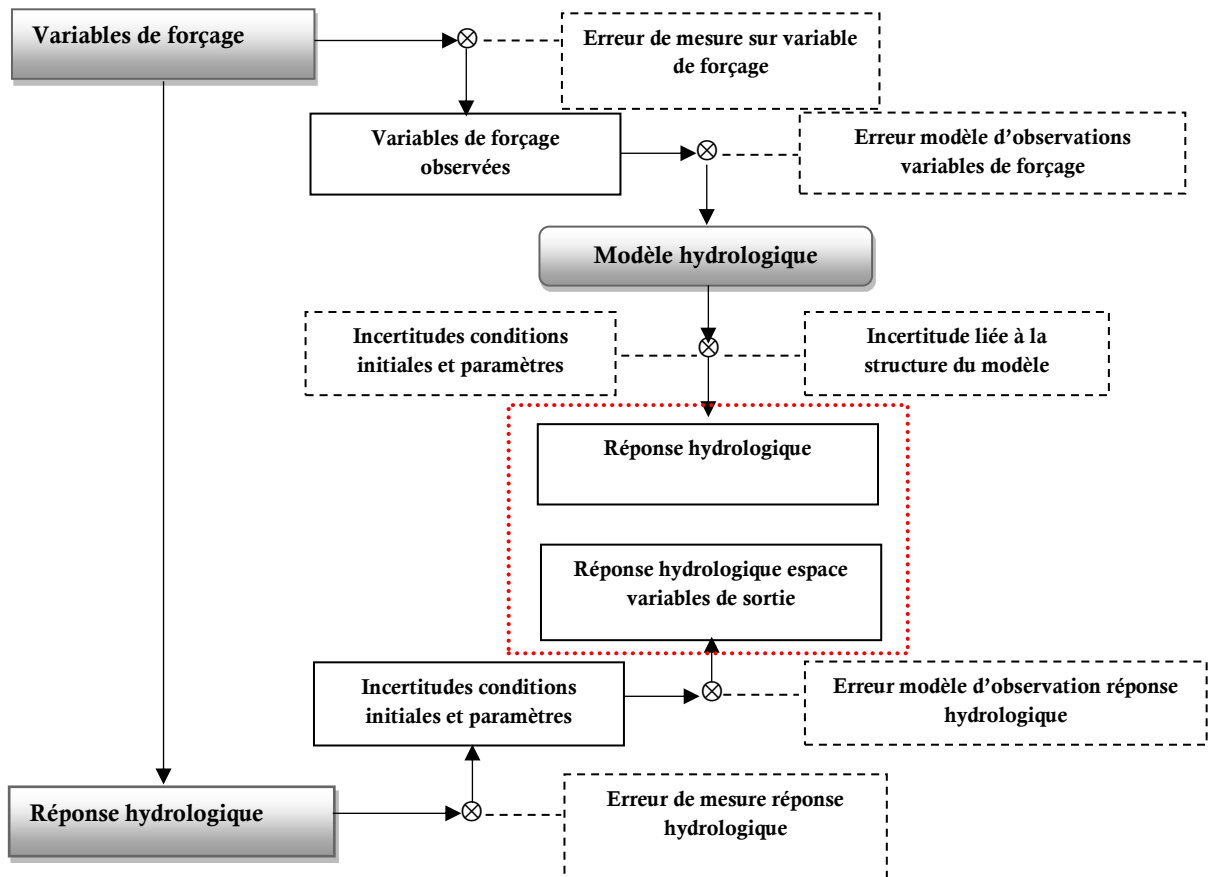 Variables de forçage
Erreur de mesure sur variable
de forçage
Variables de forçage
observées
Erreur modèle d'observations
variables de forçage
Modèle hydrologique
Incertitudes conditions
initiales et paramètres
Incertitude liée à la
structure du modèle
Réponse hydrologique
Réponse hydrologique espace
variables de sortie
Incertitudes conditions
initiales et paramètres
Erreur modèle d'observation réponse
hydrologique
Réponse hydrologique
Erreur de mesure réponse
hydrologique